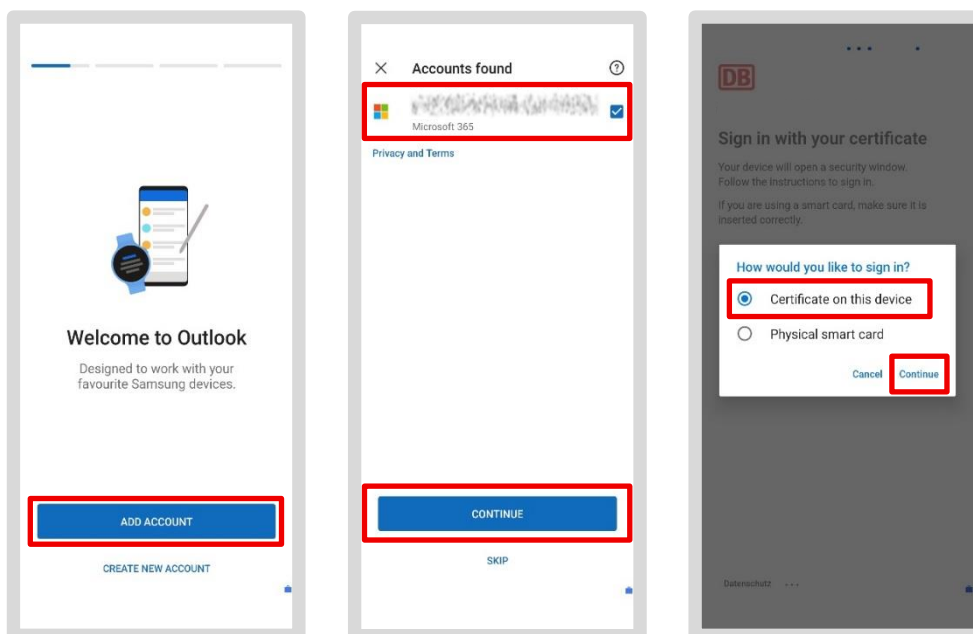 Welcome to Outlook
Designed to work with your
favourite Samsung devices.
ADD ACCOUNT
CREATE NEW ACCOUNT
Accounts found
Microsoft 365
Privacy and Terms
CONTINUE
SKIP
DB
Sign in with your certificate
Your device will open a security window.
Follow the instructions to sign in.
If you are using a smart card, make sure it is
inserted correctly.
How would you like to sign in?
Certificate on this device
Physical smart card
Cancel Continue
Datenschutz ...